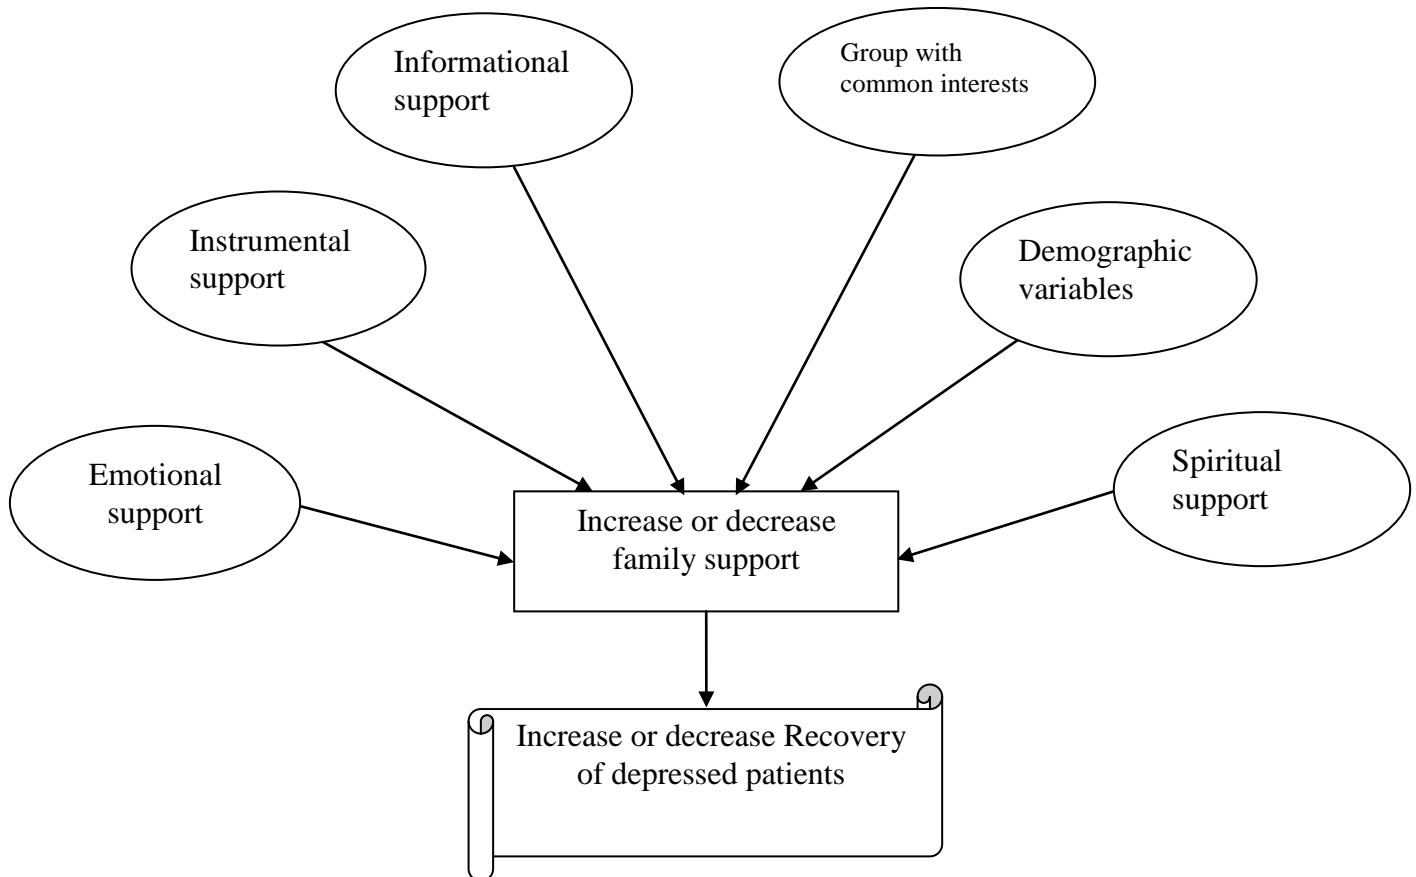 Informational
support
Group with
common interests
Instrumental
support
Demographic
variables
Emotional
support
Spiritual
support
Increase or decrease
family support
Increase or decrease Recovery
of depressed patients